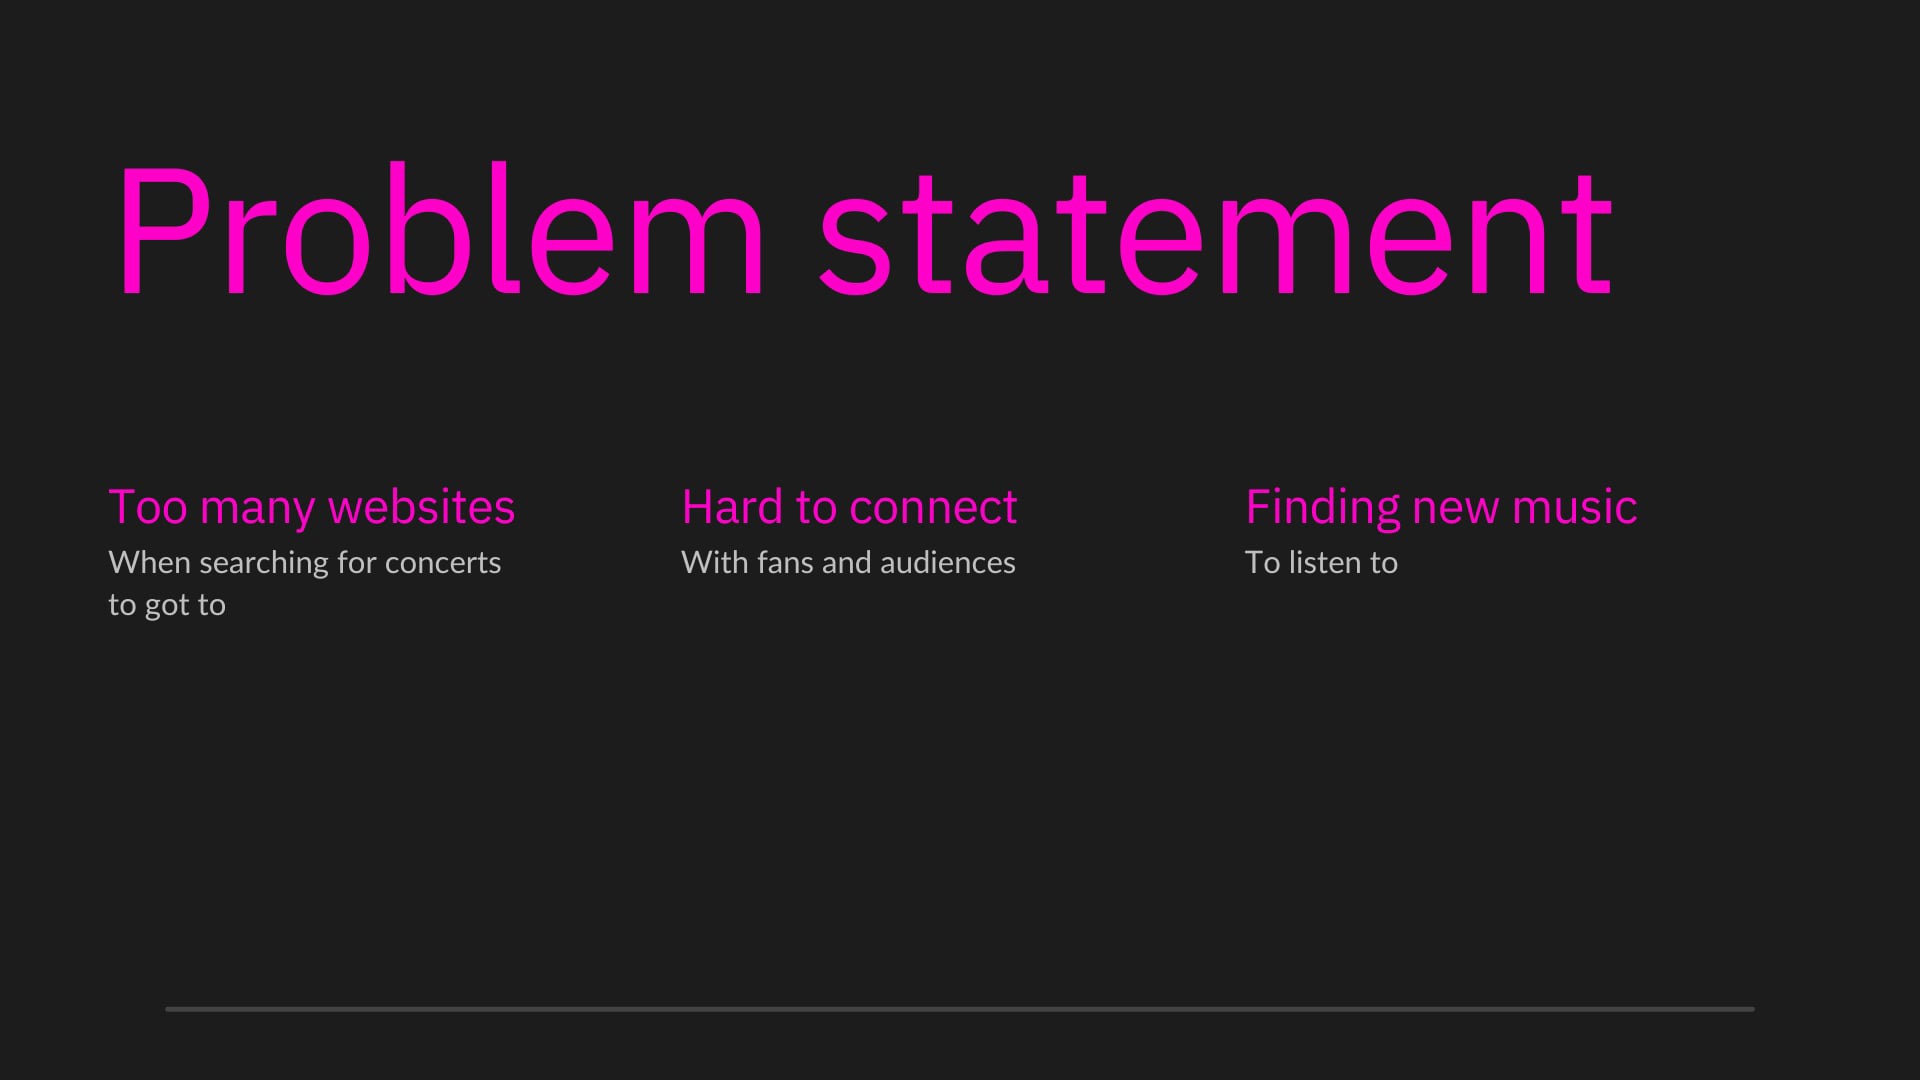 Problem statement
Too many websites
When searching for concerts
to got to
Hard to connect
With fans and audiences
Finding new music
To listen to